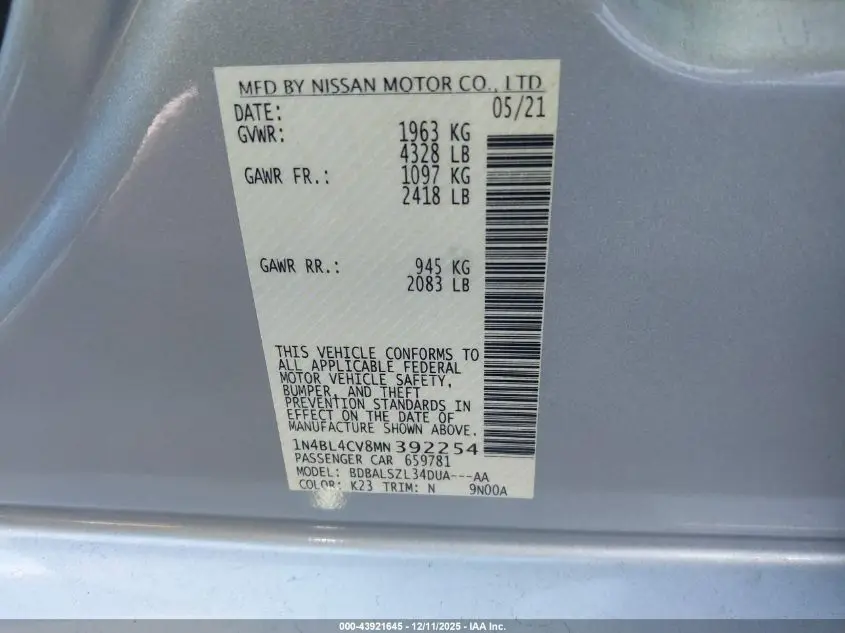 MFD BY NISSAN MOTOR CO., LTD
DATE: 05/21
GVWR: 1963 KG
4328 LB
GAWR FR.: 1097 KG
2418 LB
GAWR RR.: 945 KG
2083 LB
THIS VEHICLE CONFORMS TO
ALL APPLICABLE FEDERAL
MOTOR VEHICLE SAFETY,
BUMPER, AND THEFT
PREVENTION STANDARDS IN
EFFECT ON THE DATE OF
MANUFACTURE SHOWN ABOVE.
1N4BL4CV8MN392254
PASSENGER CAR 659781
MODEL: BDBALSZL34DUA---AA
COLOR: K23 TRIM: N 9N00A
000-43921645 - 12/11/2025 - IAA Inc.